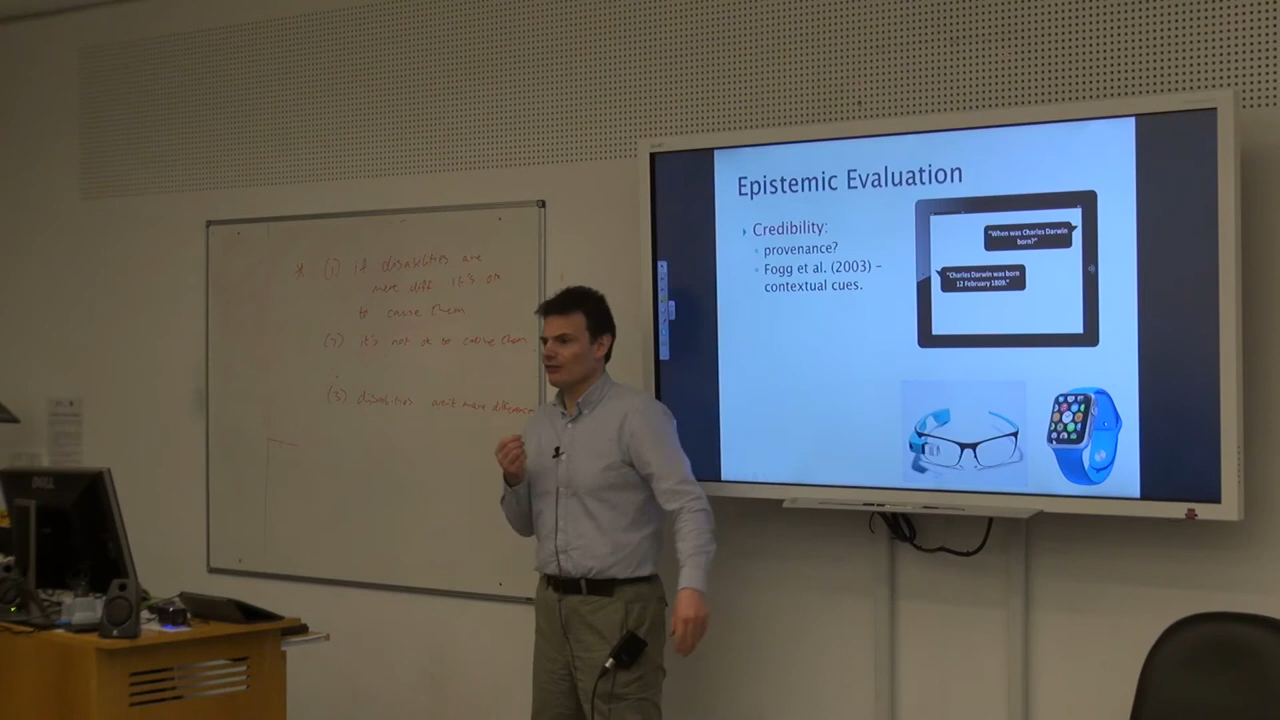 * (1) if disabilities are
mere diff it's ok
to cause them
(2) it's not ok to cause them
(3) disabilities aren't mere difference
Epistemic Evaluation
Credibility:
provenance?
Fogg et al. (2003) –
contextual cues.
"When was Charles Darwin
born?"
"Charles Darwin was born
12 February 1809."
DELL